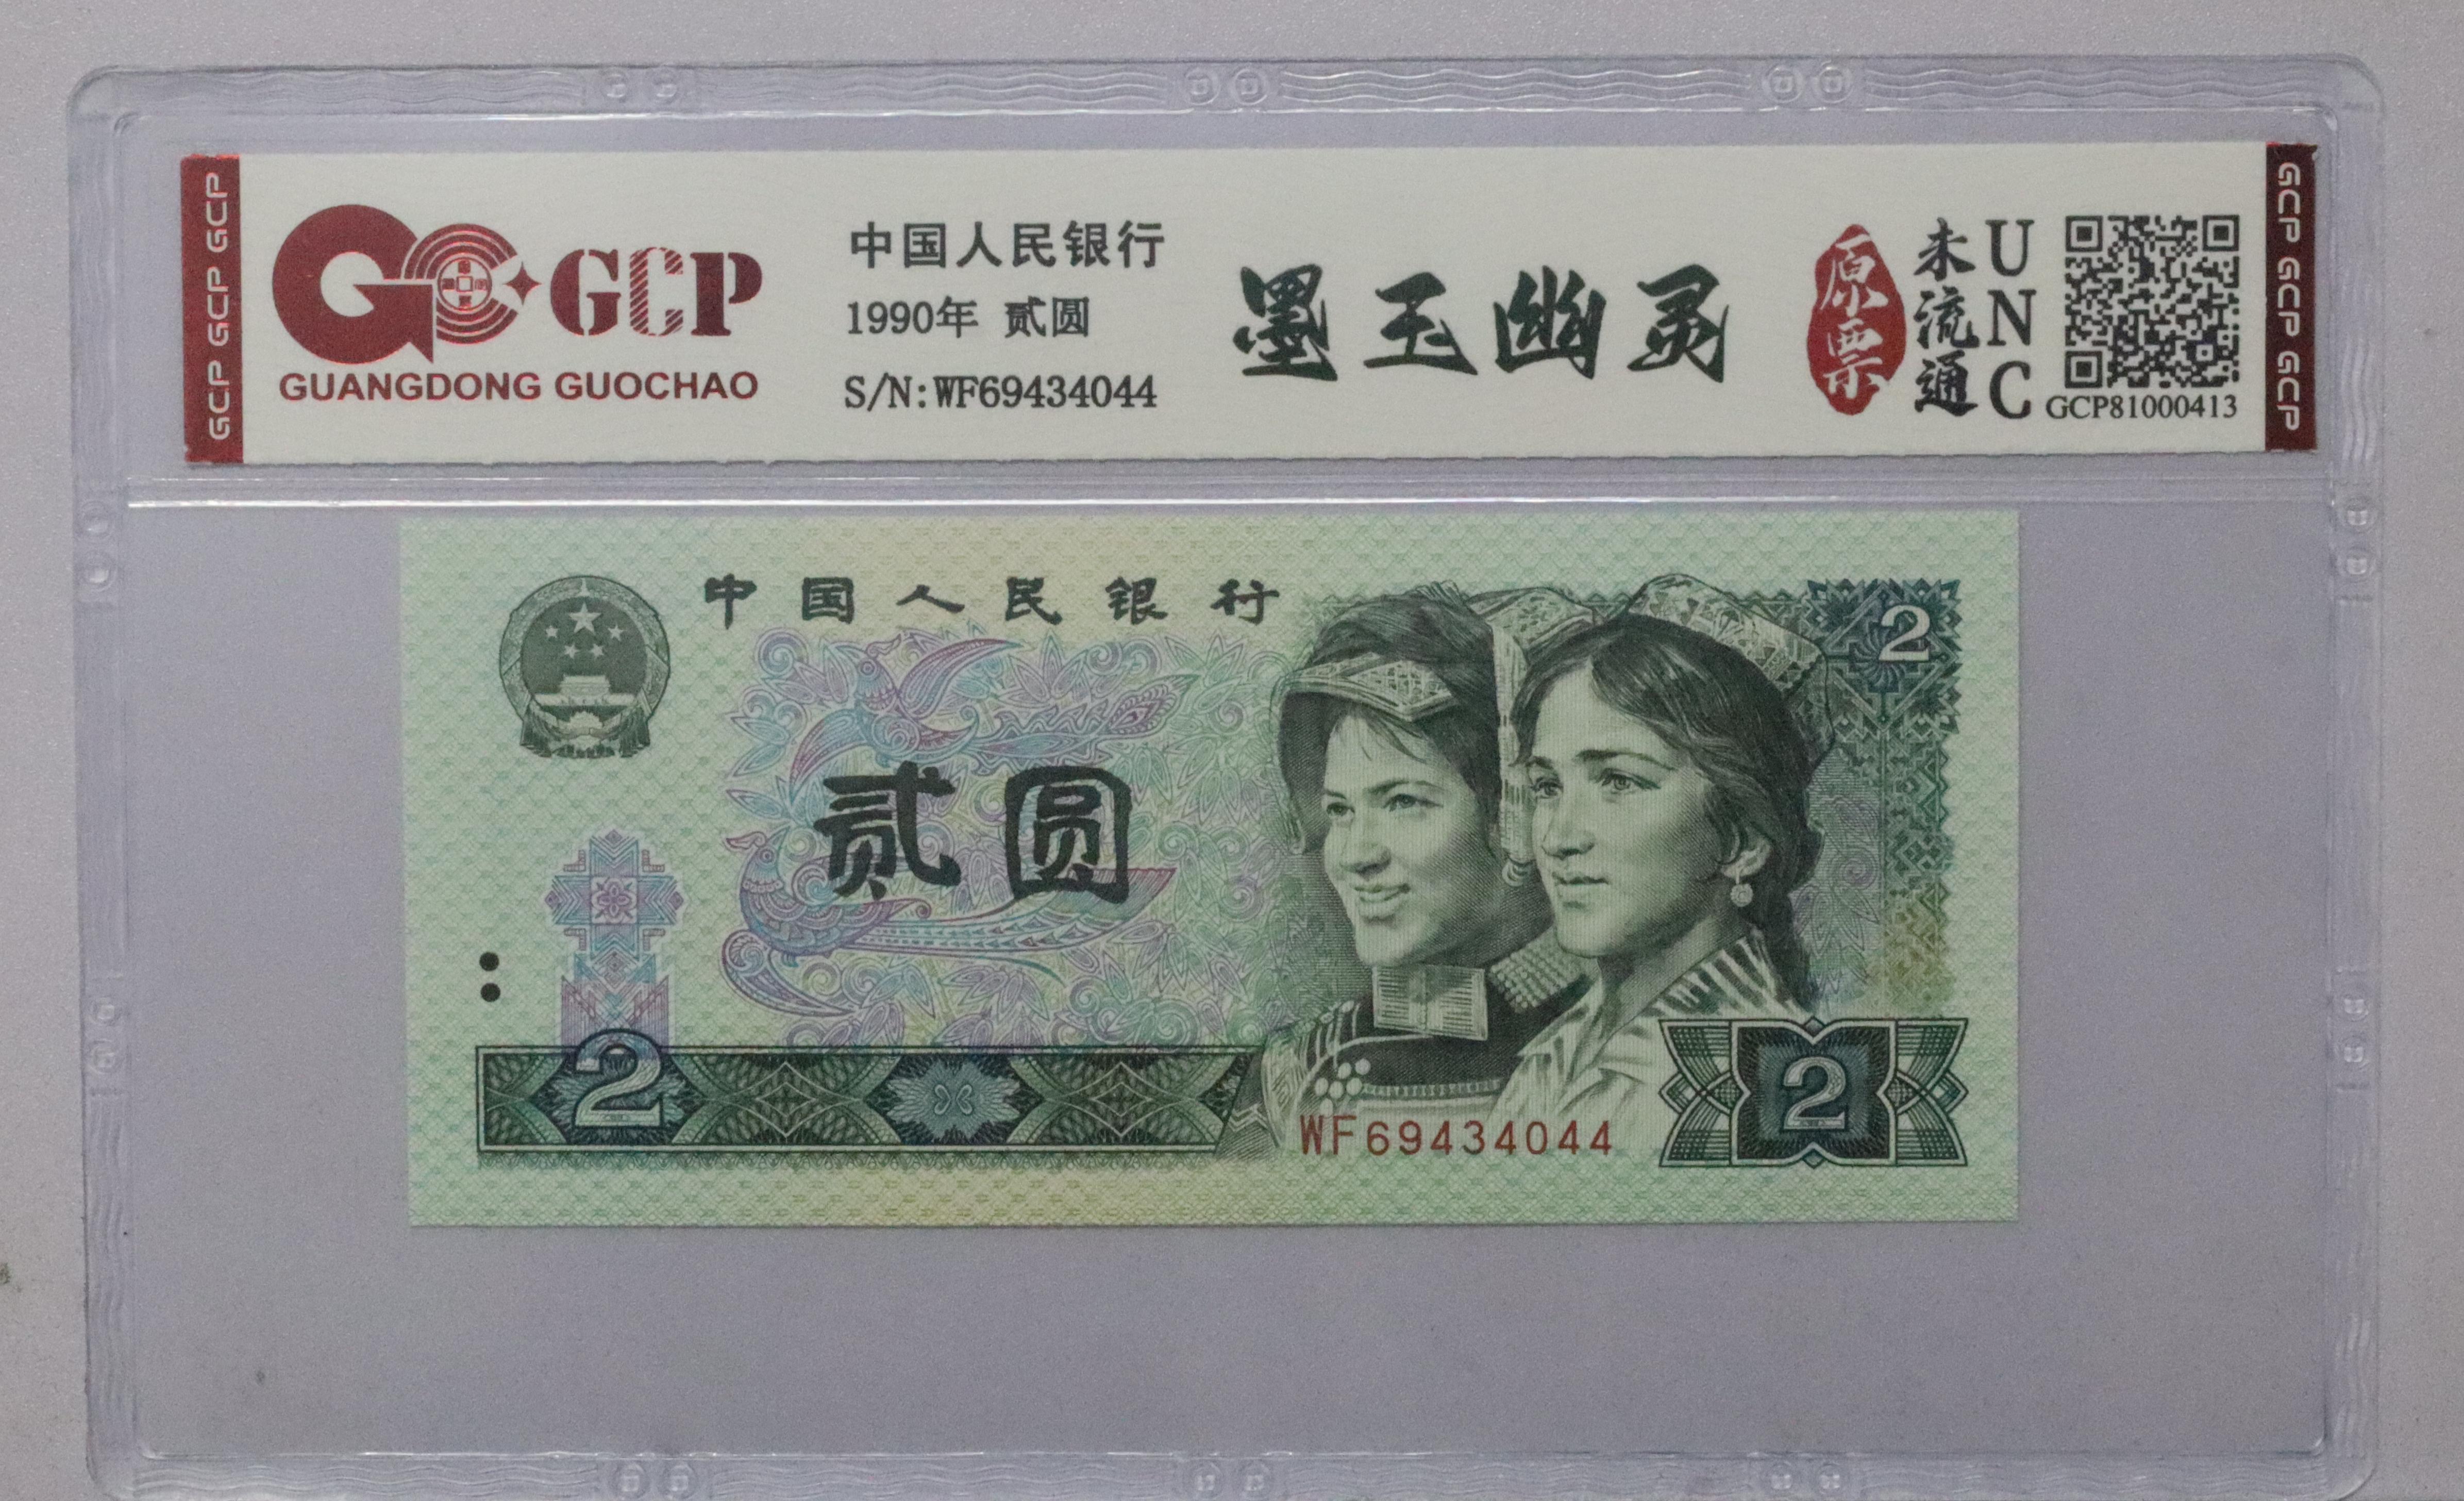 GCP GCP GCP
GCP
GUANGDONG GUOCHAO
中国人民银行
1990年 贰圆
S/N:WF69434044
墨玉幽灵
原票
未流通
UNC
GCP81000413
GCP GCP GCP
中国人民银行
2
贰圆
2
WF69434044
2